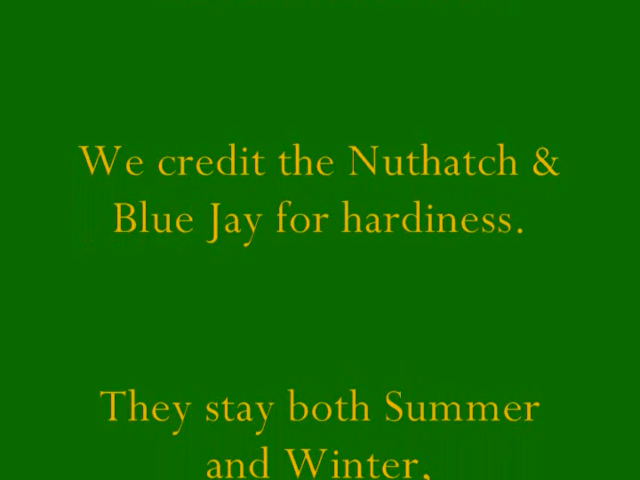 We credit the Nuthatch &
Blue Jay for hardiness.
They stay both Summer
and Winter,